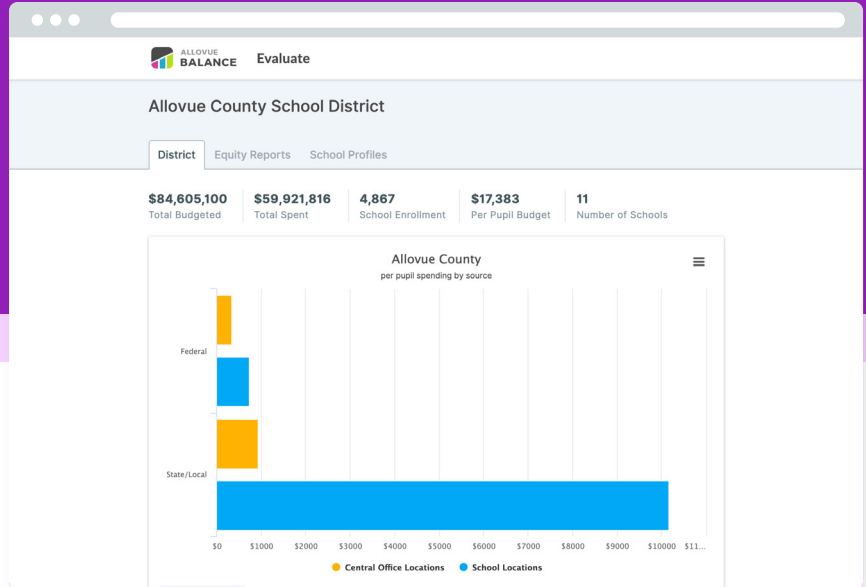 ALLOVUE
BALANCE Evaluate
Allovue County School District
District Equity Reports School Profiles
$84,605,100 $59,921,816 4,867 $17,383 11
Total Budgeted Total Spent School Enrollment Per Pupil Budget Number of Schools
Allovue County
per pupil spending by source
Federal
State/Local
$0 $1000 $2000 $3000 $4000 $5000 $6000 $7000 $8000 $9000 $10000 $11...
Central Office Locations School Locations